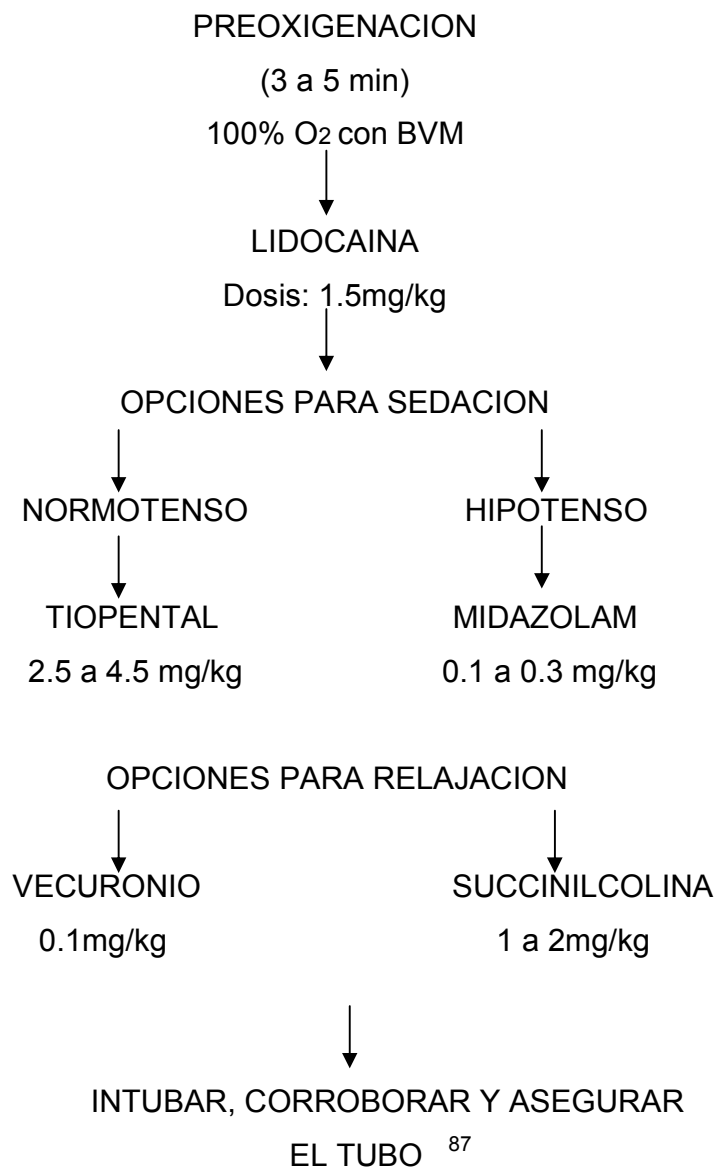 PREOXIGENACION
(3 a 5 min)
100% O2 con BVM
LIDOCAINA
Dosis: 1.5mg/kg
OPCIONES PARA SEDACION
NORMOTENSO HIPOTENSO
TIOPENTAL MIDAZOLAM
2.5 a 4.5 mg/kg 0.1 a 0.3 mg/kg
OPCIONES PARA RELAJACION
VECURONIO SUCCINILCOLINA
0.1mg/kg 1 a 2mg/kg
INTUBAR, CORROBORAR Y ASEGURAR
EL TUBO 87